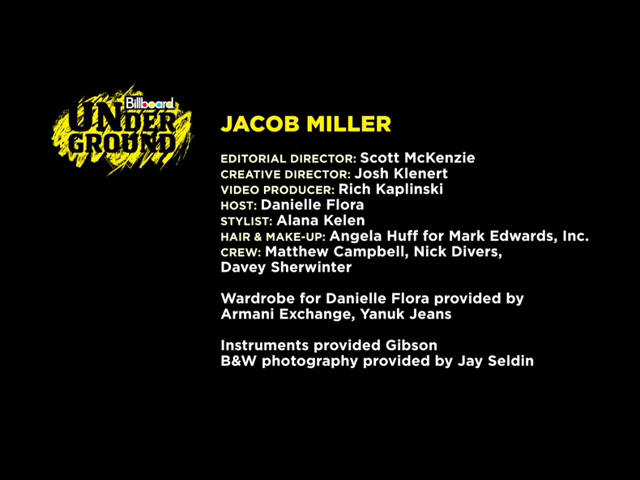 Billboard
UNDER
GROUND
JACOB MILLER
EDITORIAL DIRECTOR: Scott McKenzie
CREATIVE DIRECTOR: Josh Klenert
VIDEO PRODUCER: Rich Kaplinski
HOST: Danielle Flora
STYLIST: Alana Kelen
HAIR & MAKE-UP: Angela Huff for Mark Edwards, Inc.
CREW: Matthew Campbell, Nick Divers,
Davey Sherwinter
Wardrobe for Danielle Flora provided by
Armani Exchange, Yanuk Jeans
Instruments provided Gibson
B&W photography provided by Jay Seldin